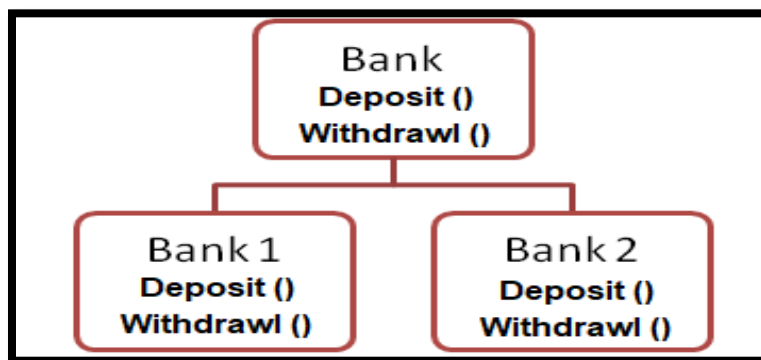 Bank
Deposit ()
Withdrawl ()
Bank 1
Deposit ()
Withdrawl ()
Bank 2
Deposit ()
Withdrawl ()